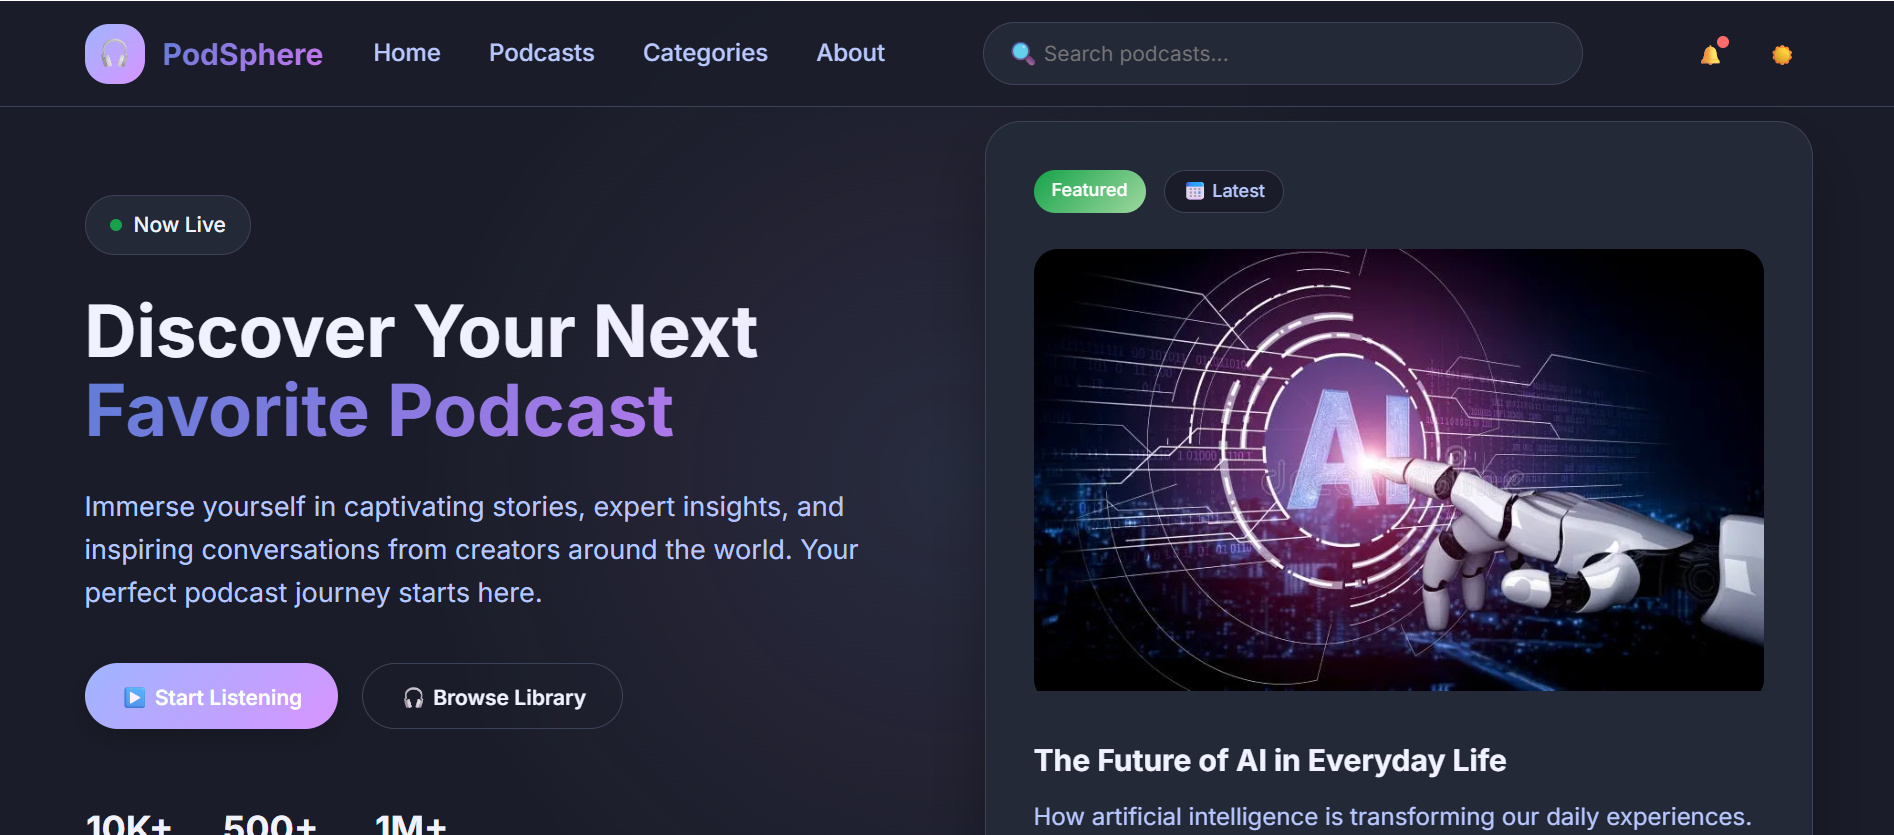 PodSphere
Home
Podcasts
Categories
About
Search podcasts...
Now Live
Discover Your Next
Favorite Podcast
Immerse yourself in captivating stories, expert insights, and
inspiring conversations from creators around the world. Your
perfect podcast journey starts here.
Start Listening
Browse Library
10K+
500+
1M+
Featured
Latest
AI
The Future of AI in Everyday Life
How artificial intelligence is transforming our daily experiences.